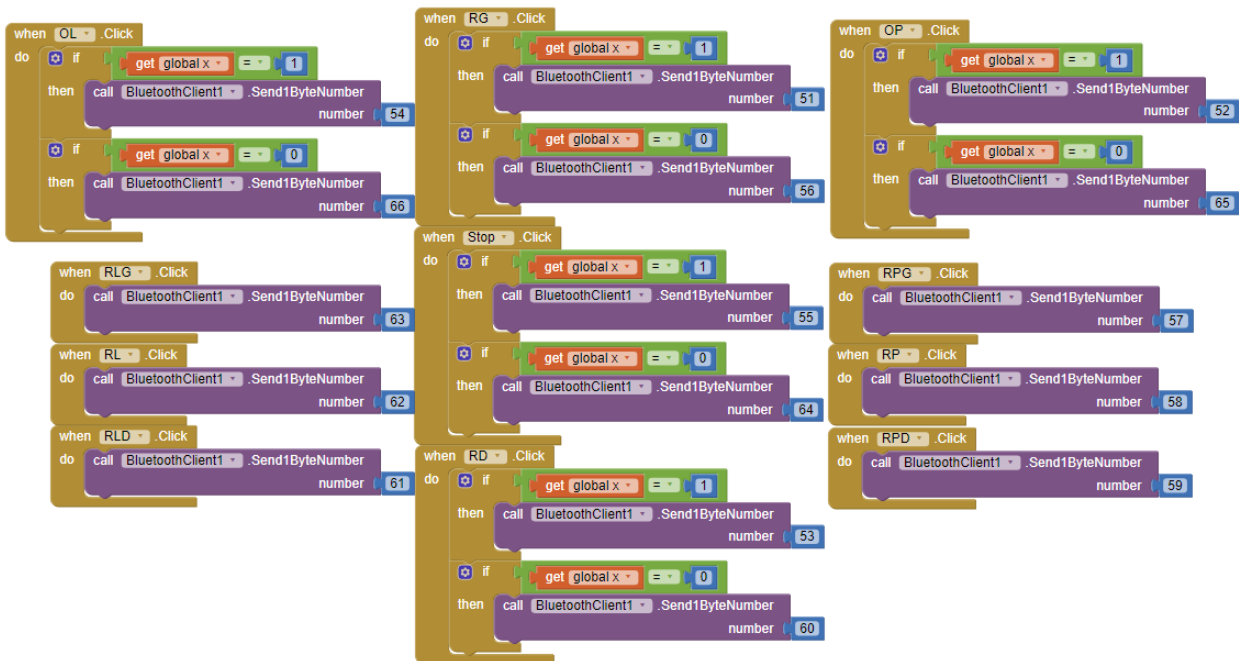 when OL .Click
do if get global x = 1
then call BluetoothClient1 .Send1ByteNumber
number 54
if get global x = 0
then call BluetoothClient1 .Send1ByteNumber
number 66
when RG .Click
do if get global x = 1
then call BluetoothClient1 .Send1ByteNumber
number 51
if get global x = 0
then call BluetoothClient1 .Send1ByteNumber
number 56
when OP .Click
do if get global x = 1
then call BluetoothClient1 .Send1ByteNumber
number 52
if get global x = 0
then call BluetoothClient1 .Send1ByteNumber
number 65
when RLG .Click
do call BluetoothClient1 .Send1ByteNumber
number 63
when RL .Click
do call BluetoothClient1 .Send1ByteNumber
number 62
when RLD .Click
do call BluetoothClient1 .Send1ByteNumber
number 61
when Stop .Click
do if get global x = 1
then call BluetoothClient1 .Send1ByteNumber
number 55
if get global x = 0
then call BluetoothClient1 .Send1ByteNumber
number 64
when RD .Click
do if get global x = 1
then call BluetoothClient1 .Send1ByteNumber
number 53
if get global x = 0
then call BluetoothClient1 .Send1ByteNumber
number 60
when RPG .Click
do call BluetoothClient1 .Send1ByteNumber
number 57
when RP .Click
do call BluetoothClient1 .Send1ByteNumber
number 58
when RPD .Click
do call BluetoothClient1 .Send1ByteNumber
number 59